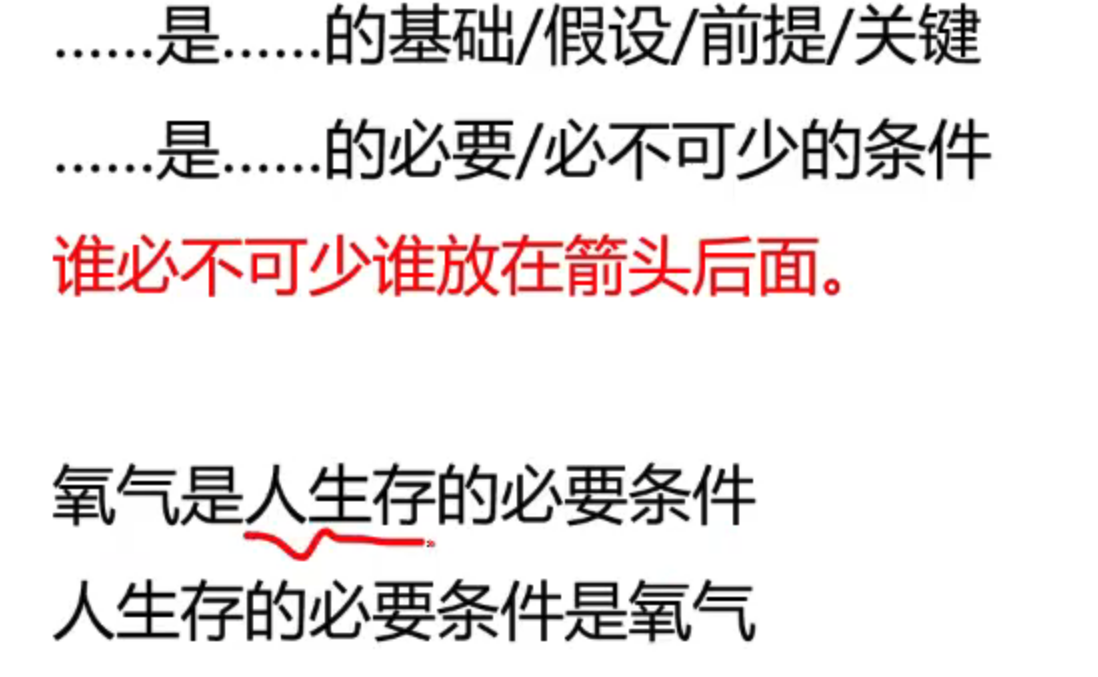 ……是……的基础/假设/前提/关键
……是……的必要/必不可少的条件
谁必不可少谁放在箭头后面。
氧气是人生存的必要条件
人生存的必要条件是氧气